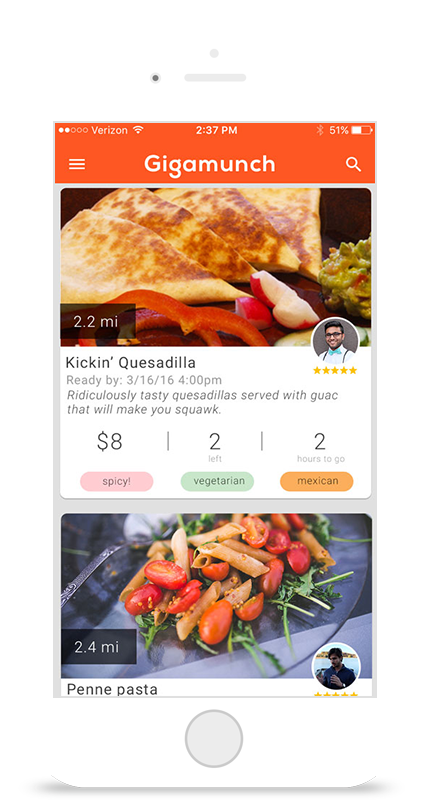 Verizon 2:37 PM 51%
Gigamunch
2.2 mi
Kickin’ Quesadilla
Ready by: 3/16/16 4:00pm
Ridiculously tasty quesadillas served with guac
that will make you squawk.
$8 | 2 | 2
left hours to go
spicy! vegetarian mexican
2.4 mi
Penne pasta